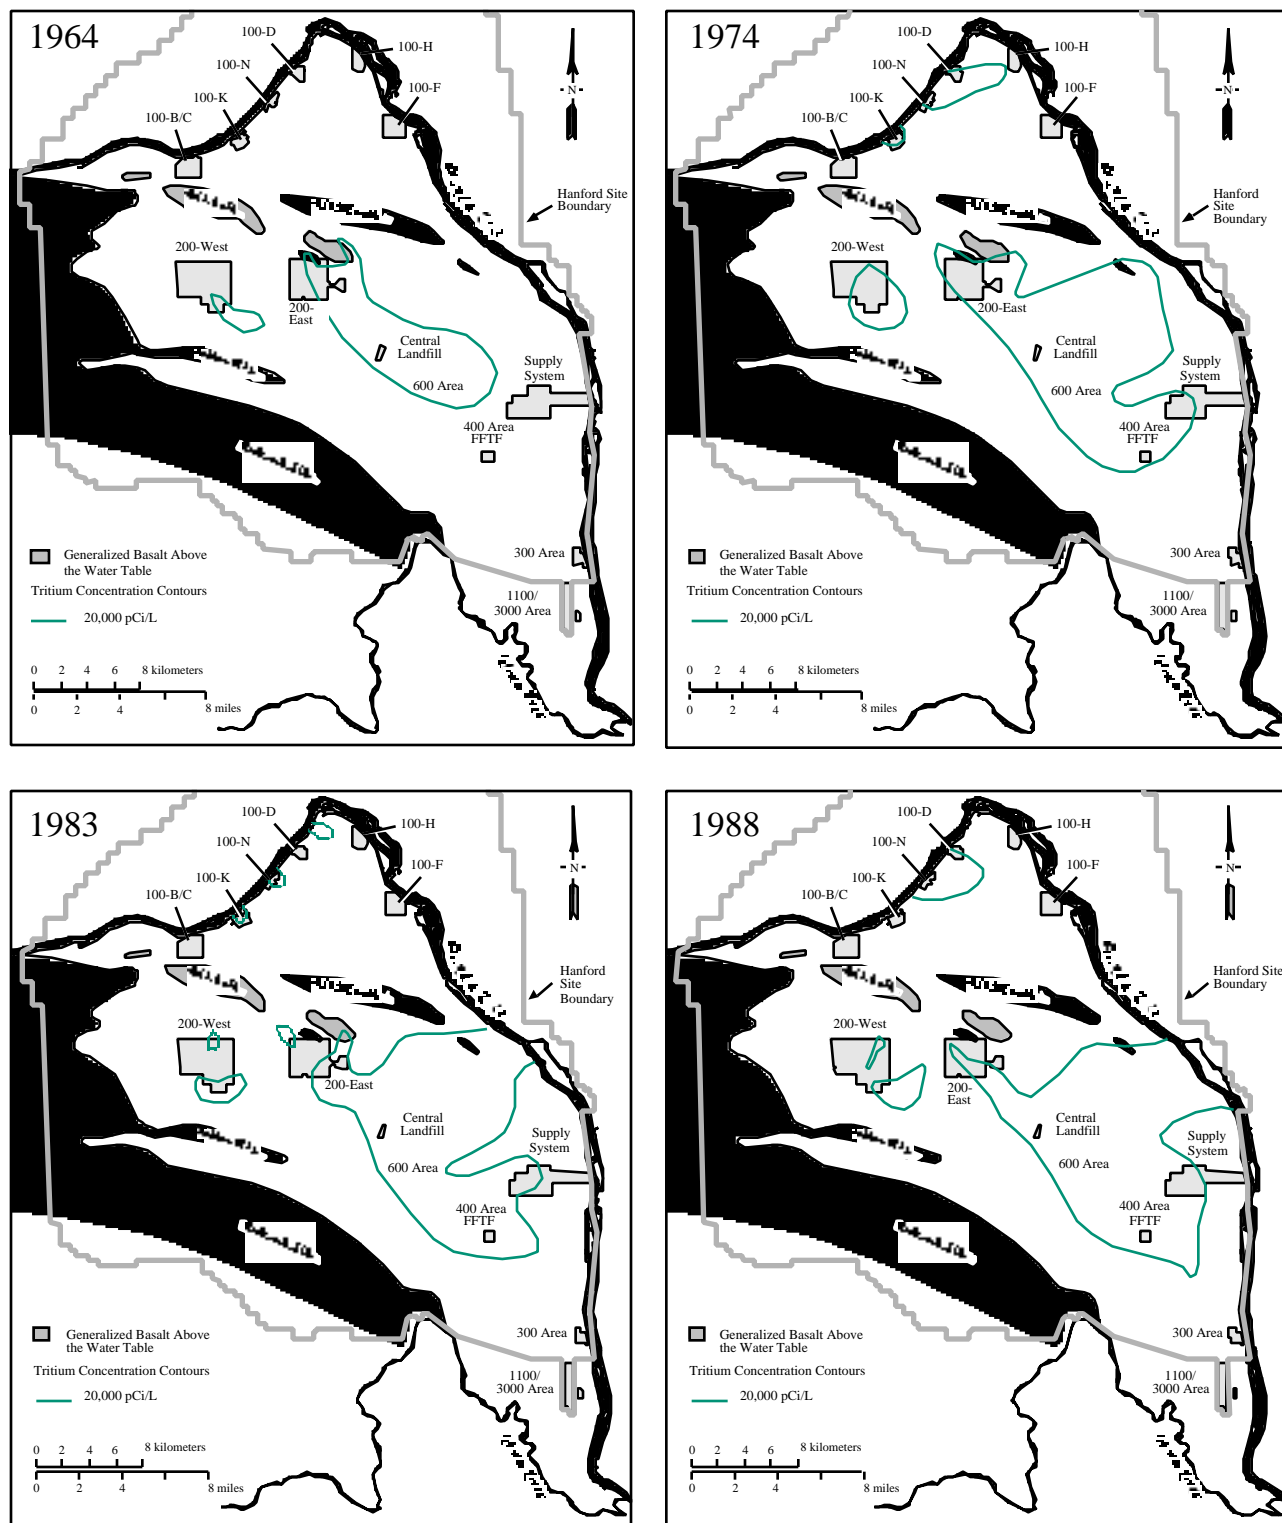 1964
100-D
100-H
100-N
100-F
100-K
100-B/C
N
Hanford Site
Boundary
200-West
200-
East
Central
Landfill
Supply
System
600 Area
400 Area
FFTF
300 Area
Generalized Basalt Above
the Water Table
Tritium Concentration Contours
1100/
3000 Area
20,000 pCi/L
0 2 4 6 8 kilometers
0 2 4 8 miles
1974
100-D
100-H
100-N
100-F
100-K
100-B/C
N
Hanford
Site
Boundary
200-West
200-East
Central
Landfill
Supply
System
600 Area
400 Area
FFTF
300 Area
Generalized Basalt Above
the Water Table
Tritium Concentration Contours
1100/
3000 Area
20,000 pCi/L
0 2 4 6 8 kilometers
0 2 4 8 miles
1983
100-D
100-H
100-N
100-F
100-K
100-B/C
N
Hanford
Site
Boundary
200-West
200-East
Central
Landfill
Supply
System
600 Area
400 Area
FFTF
300 Area
Generalized Basalt Above
the Water Table
Tritium Concentration Contours
1100/
3000 Area
20,000 pCi/L
0 2 4 6 8 kilometers
0 2 4 8 miles
1988
100-D
100-H
100-N
100-F
100-K
100-B/C
N
Hanford Site
Boundary
200-West
200-
East
Central
Landfill
Supply
System
600 Area
400 Area
FFTF
300 Area
Generalized Basalt Above
the Water Table
Tritium Concentration Contours
1100/
3000 Area
20,000 pCi/L
0 2 4 6 8 kilometers
0 2 4 8 miles